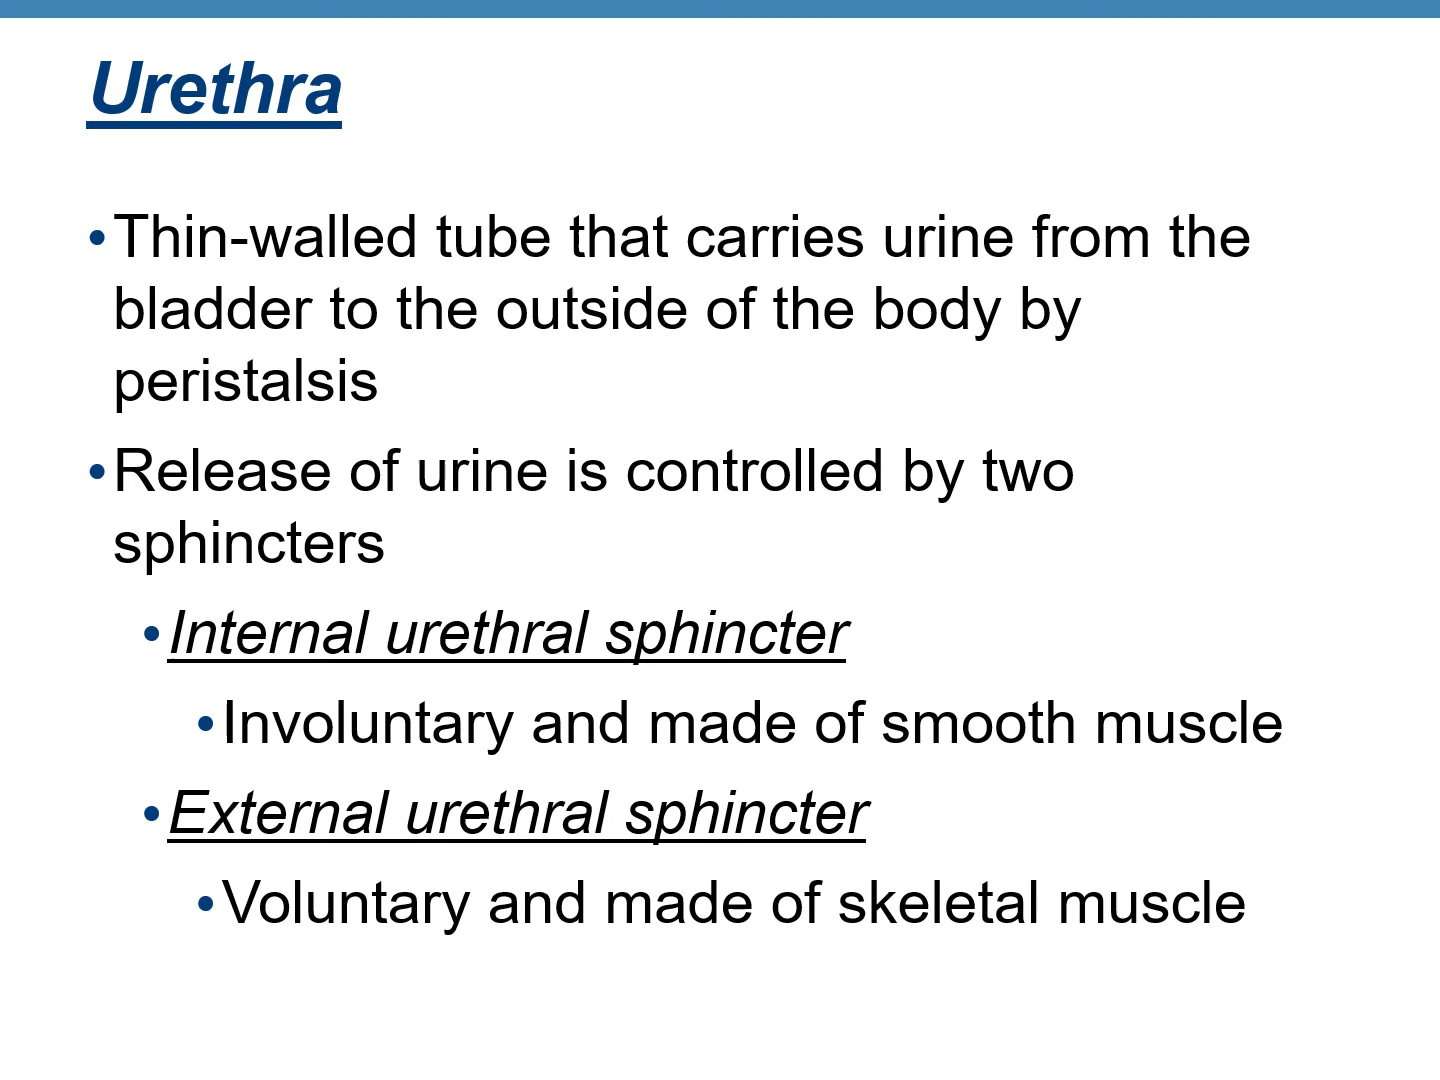 Urethra
•Thin-walled tube that carries urine from the
bladder to the outside of the body by
peristalsis
•Release of urine is controlled by two
sphincters
•Internal urethral sphincter
•Involuntary and made of smooth muscle
•External urethral sphincter
•Voluntary and made of skeletal muscle